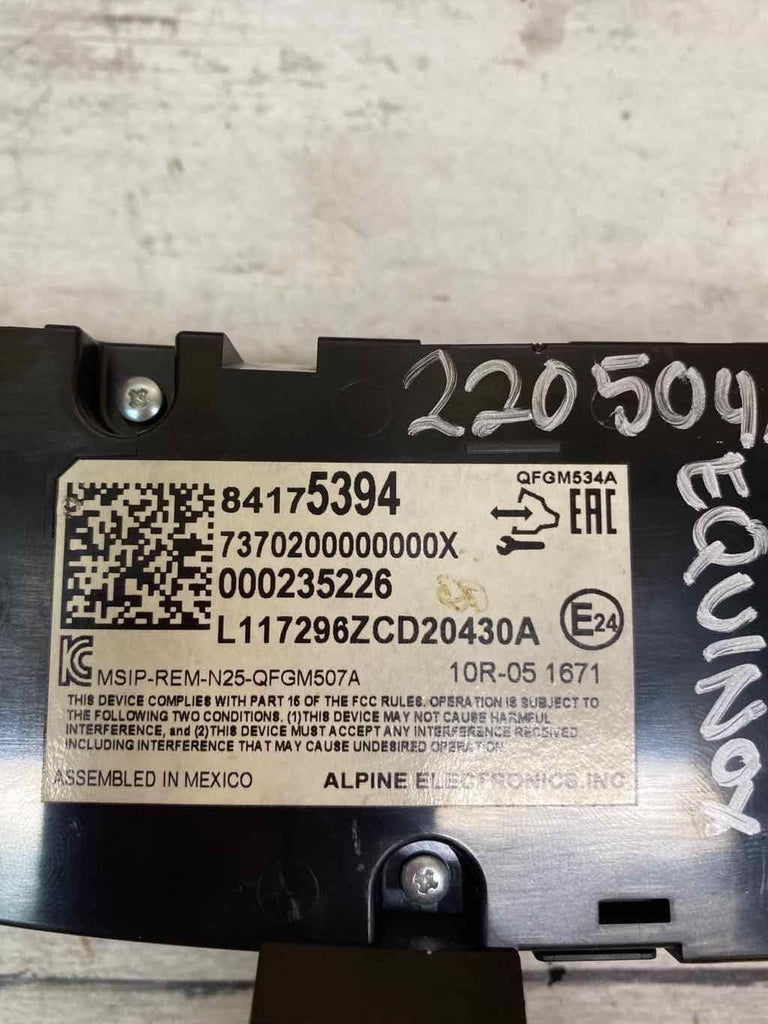 220504
EQUINOX
QFGM534A
84175394
EAC
7370200000000X
000235226
L117296ZCD20430A
E24
KC MSIP-REM-N25-QFGM507A
10R-05 1671
THIS DEVICE COMPLIES WITH PART 15 OF THE FCC RULES. OPERATION IS SUBJECT TO
THE FOLLOWING TWO CONDITIONS. (1)THIS DEVICE MAY NOT CAUSE HARMFUL
INTERFERENCE, and (2)THIS DEVICE MUST ACCEPT ANY INTERFERENCE RECEIVED
INCLUDING INTERFERENCE THAT MAY CAUSE UNDESIRED OPERATION
ASSEMBLED IN MEXICO
ALPINE ELECTRONICS.INC